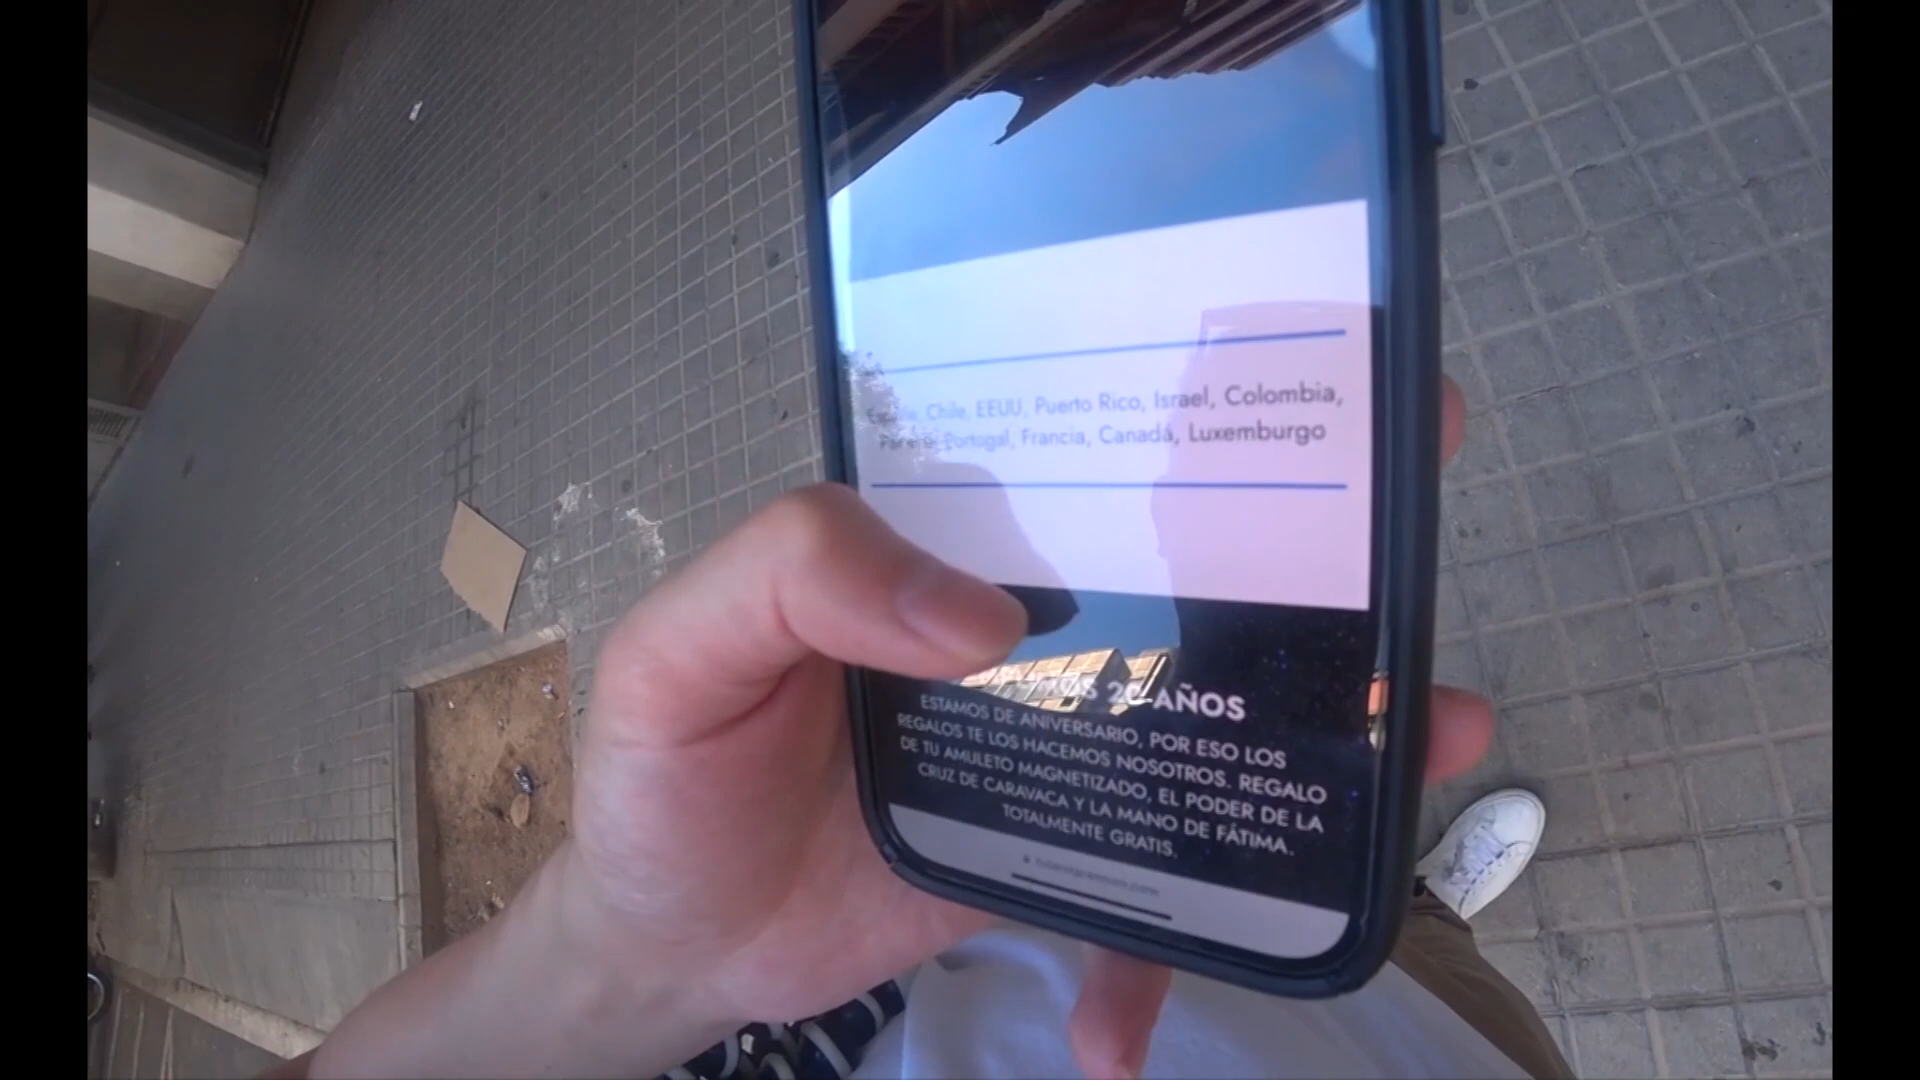 Chile, EEUU, Puerto Rico, Israel, Colombia,
Portogal, Francia, Canadá, Luxemburgo
20 AÑOS
ESTAMOS DE ANIVERSARIO, POR ESO LOS
REGALOS TE LOS HACEMOS NOSOTROS. REGALO
DE TU AMULETO MAGNETIZADO, EL PODER DE LA
CRUZ DE CARAVACA Y LA MANO DE FÁTIMA.
TOTALMENTE GRATIS.